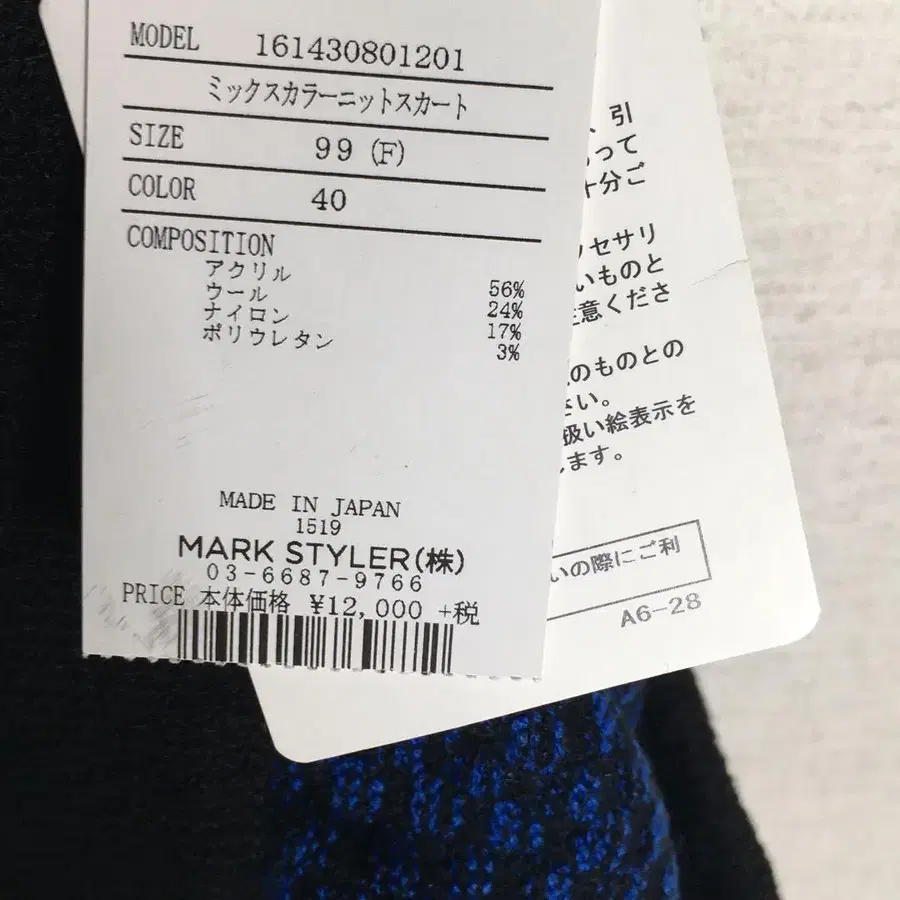 MODEL 161430801201
ミックスカラーニットスカート
SIZE 99 (F)
COLOR 40
COMPOSITION
アクリル 56%
ウール 24%
ナイロン 17%
ポリウレタン 3%
MADE IN JAPAN
1519
MARK STYLER(株)
03-6687-9766
PRICE 本体価格 ¥12,000 +税
、引
って
十分ご
セサリ
いものと
意くださ
のものとの
さい。
扱い絵表示を
します。
いの際にご利
A6-28